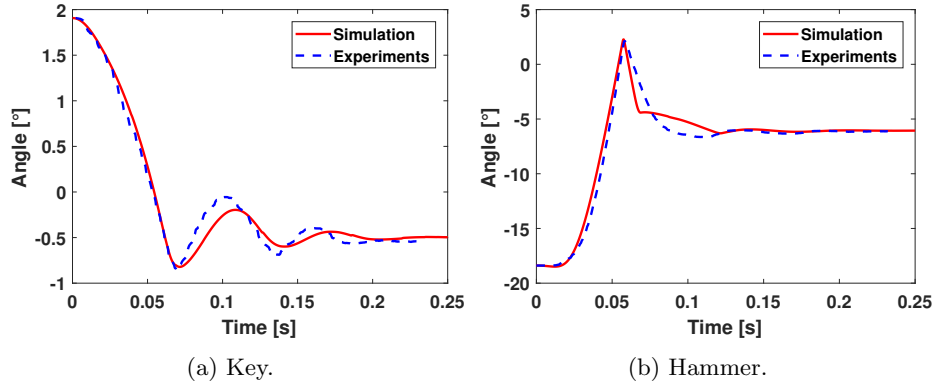 2
1.5
1
0.5
0
-0.5
-1
Angle [°]
0
0.05
0.1
0.15
0.2
0.25
Time [s]
Simulation
Experiments
(a) Key.
0
-5
-10
-15
-20
Angle [°]
0
0.05
0.1
0.15
0.2
0.25
Time [s]
Simulation
Experiments
(b) Hammer.